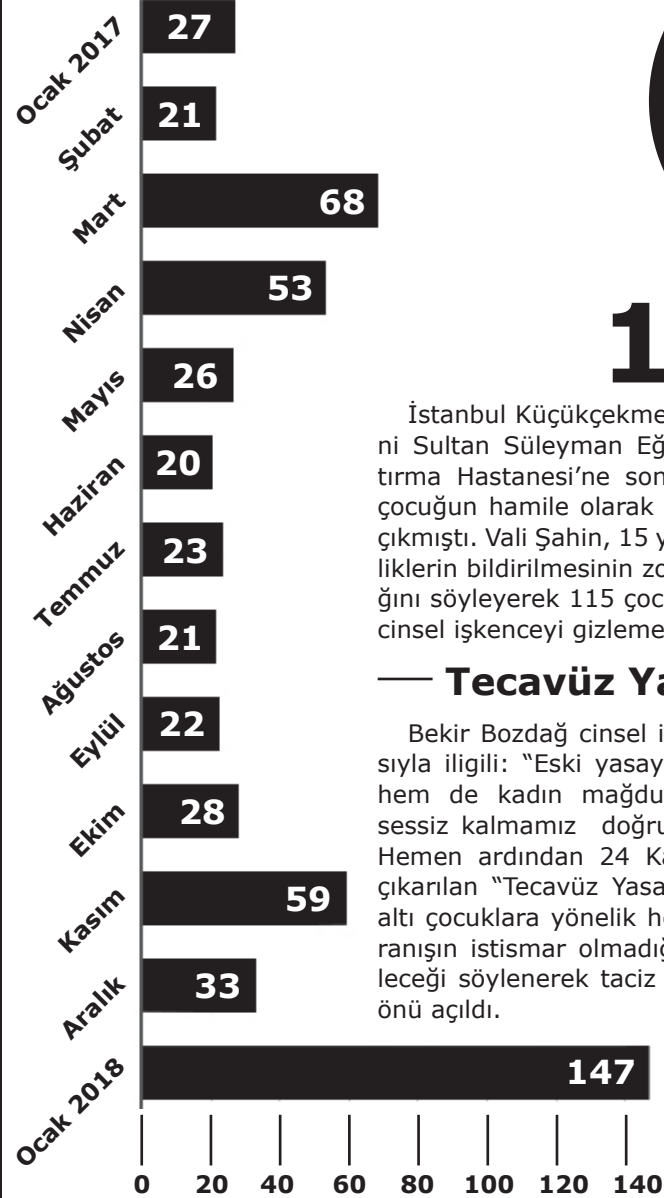 Ocak 2017 27
Şubat 21
Mart 68
Nisan 53
Mayıs 26
Haziran 20
Temmuz 23
Ağustos 21
Eylül 22
Ekim 28
Kasım 59
Aralık 33
Ocak 2018 147
0 20 40 60 80 100 120 140
1
İstanbul Küçükçekme
ni Sultan Süleyman Eğ
tırma Hastanesi’ne son
çocuğun hamile olarak
çıkmıştı. Vali Şahin, 15 y
liklerin bildirilmesinin zo
ğını söyleyerek 115 çoc
cinsel işkenceyi gizleme
Tecavüz Ya
Bekir Bozdağ cinsel i
sıyla iligili: “Eski yasay
hem de kadın mağdu
sessiz kalmamız doğru
Hemen ardından 24 Ka
çıkarılan “Tecavüz Yasa
altı çocuklara yönelik he
ranışın istismar olmadığ
leceği söylenerek taciz
önü açıldı.